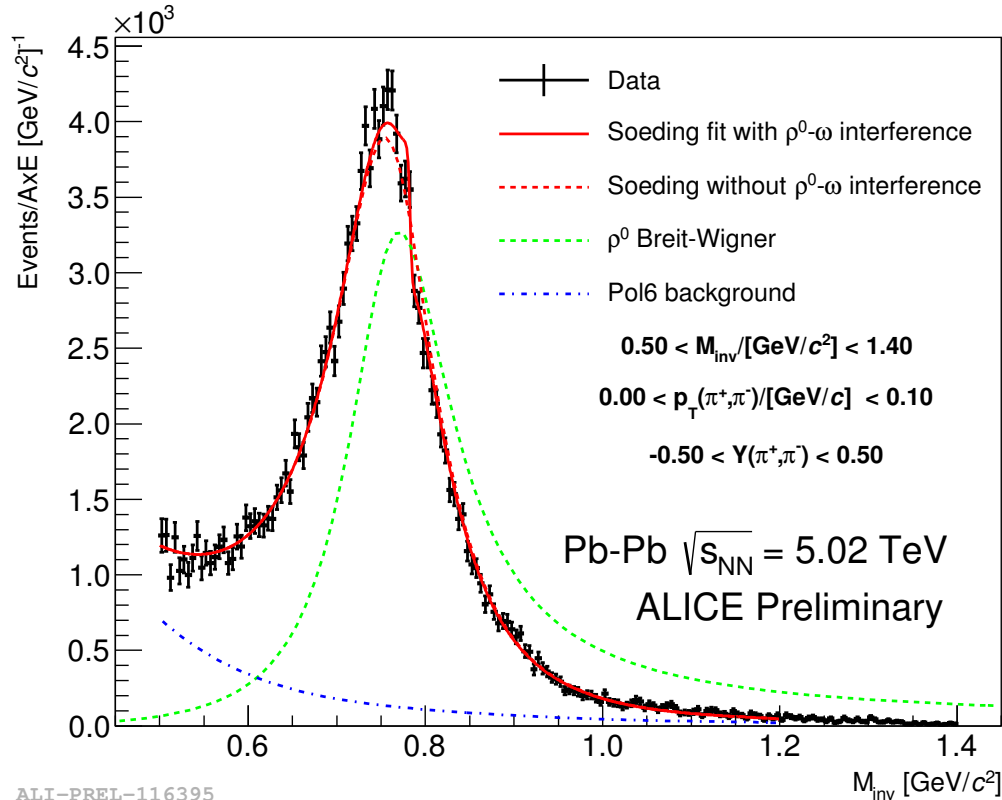 ×10³
Events/AxE [GeV/c²]⁻¹
4.5
4.0
3.5
3.0
2.5
2.0
1.5
1.0
0.5
0.0
Data
Soeding fit with ρ⁰-ω interference
Soeding without ρ⁰-ω interference
ρ⁰ Breit-Wigner
Pol6 background
0.50 < M_inv/[GeV/c²] < 1.40
0.00 < p_T(π⁺,π⁻)/[GeV/c] < 0.10
-0.50 < Y(π⁺,π⁻) < 0.50
Pb-Pb √s_NN = 5.02 TeV
ALICE Preliminary
0.6 0.8 1.0 1.2 1.4
M_inv [GeV/c²]
ALI-PREL-116395